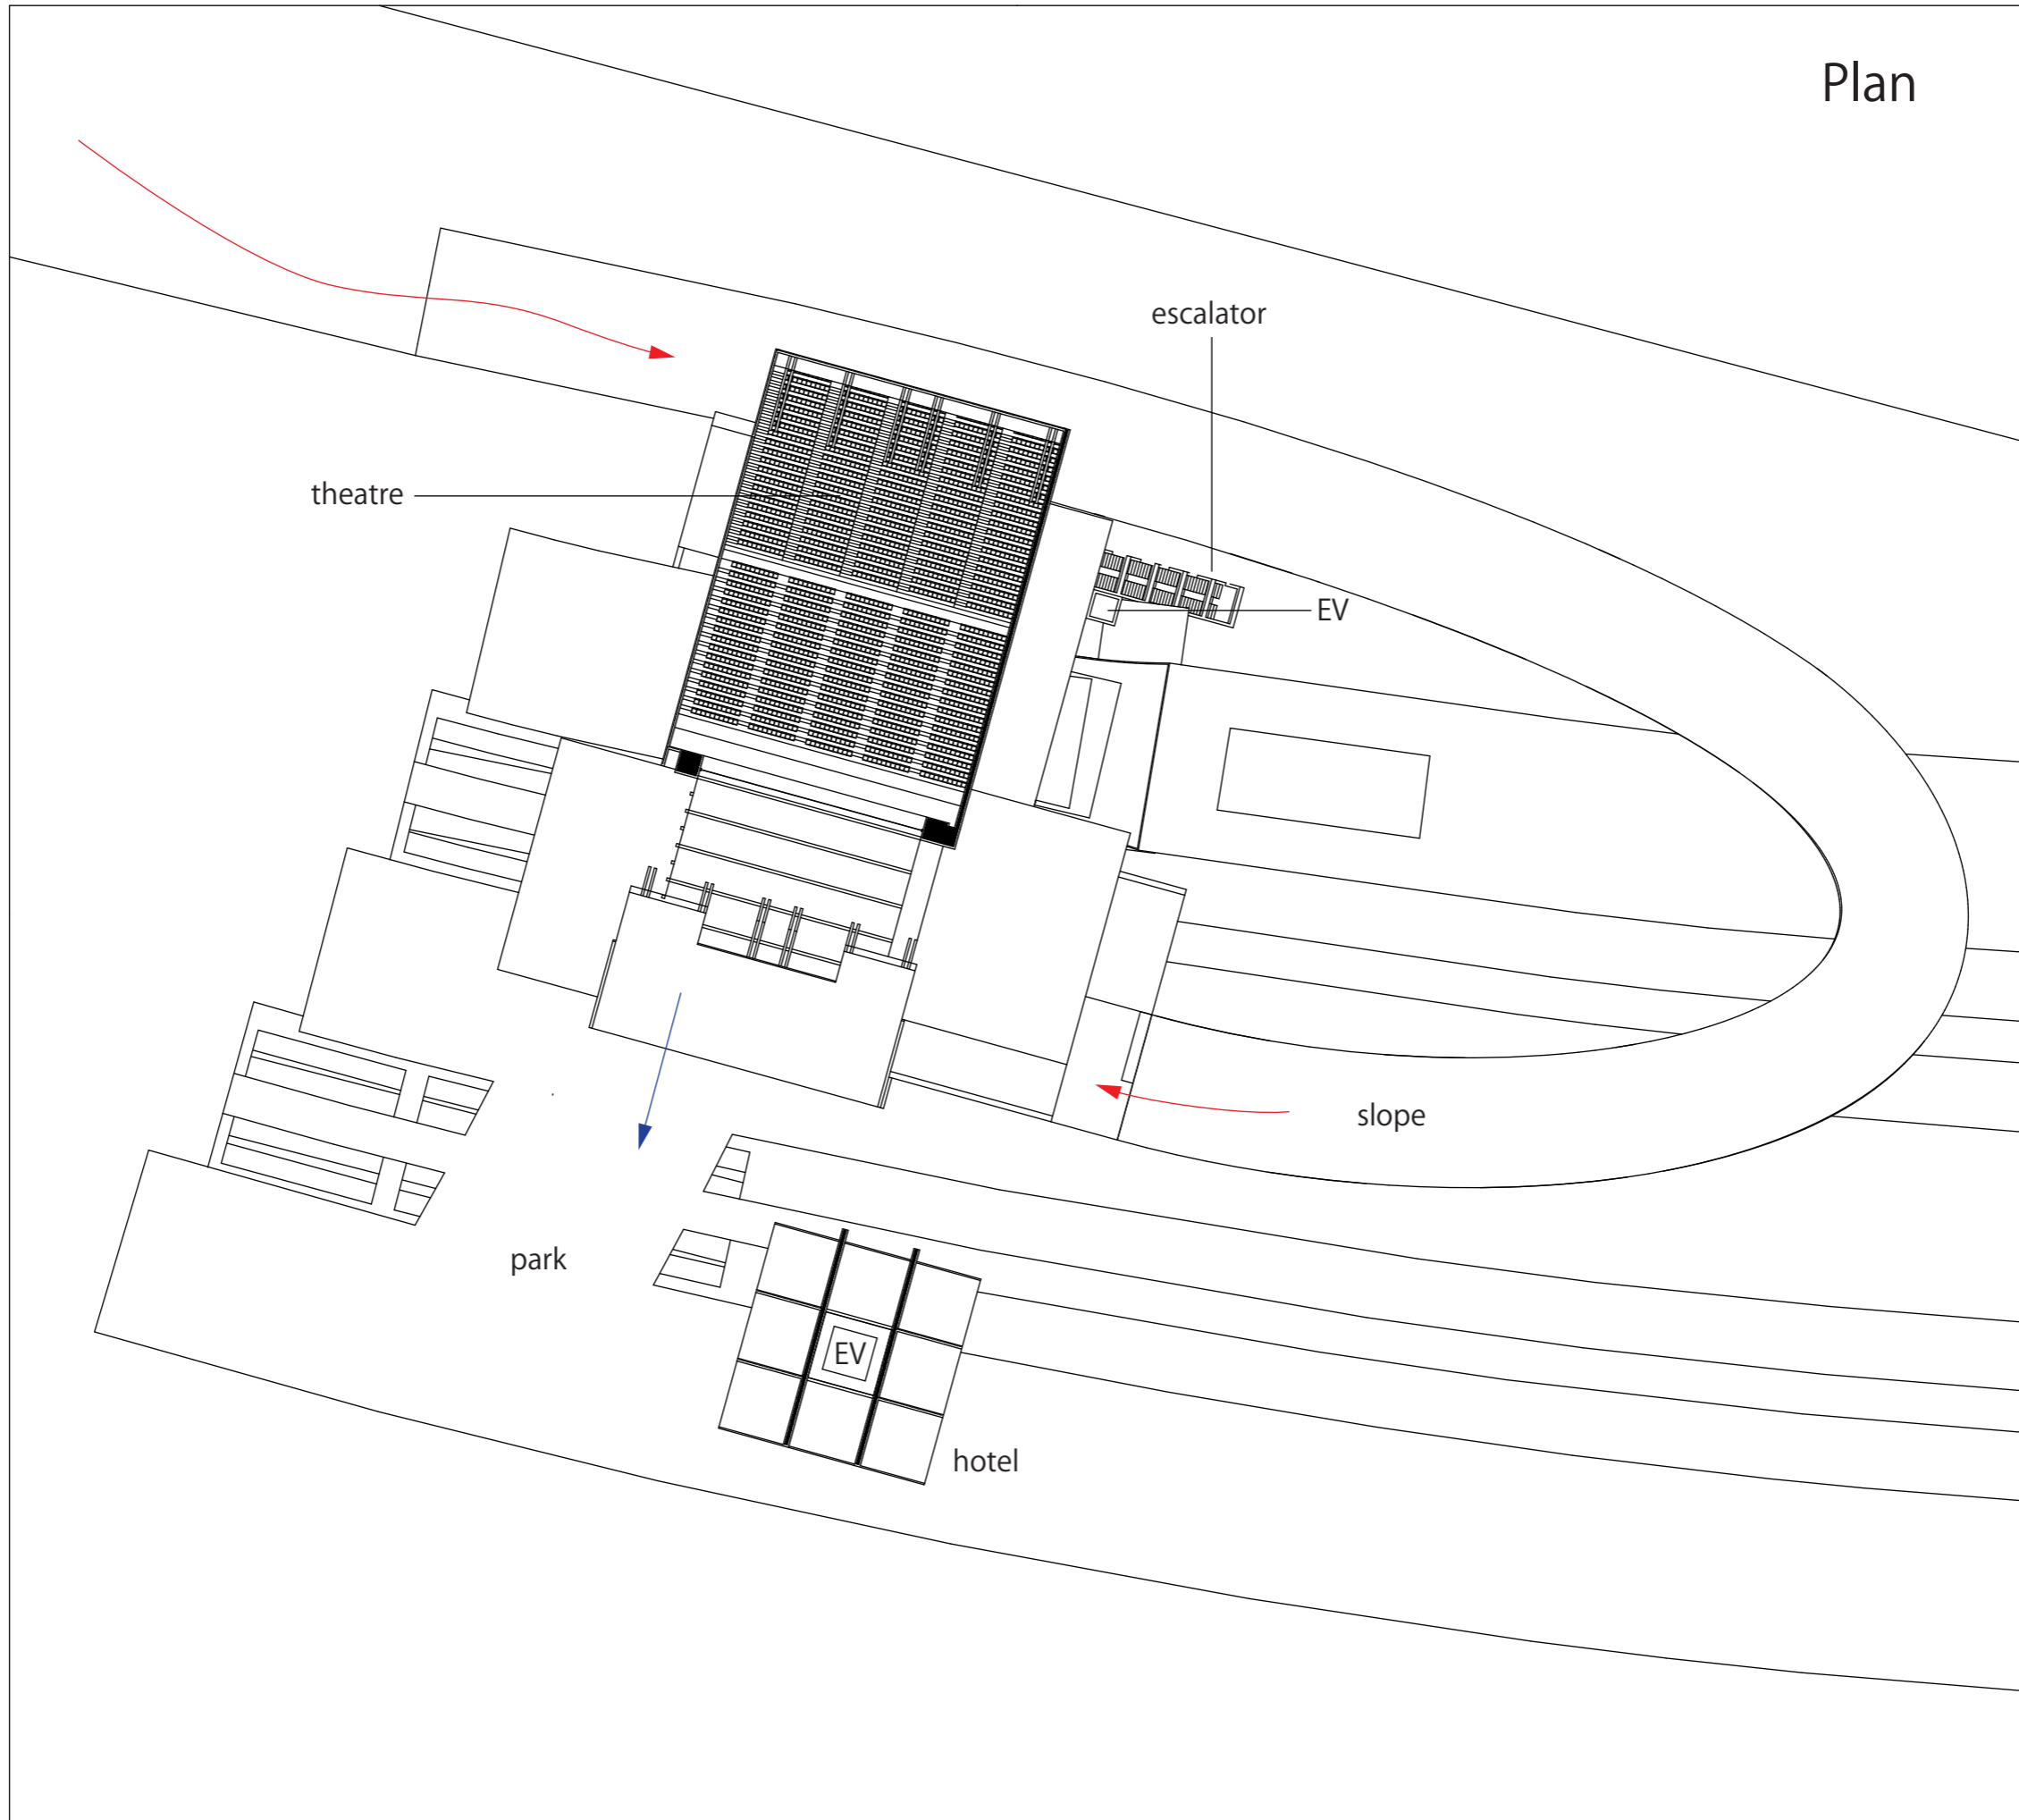 Plan
escalator
theatre
EV
slope
park
EV
hotel